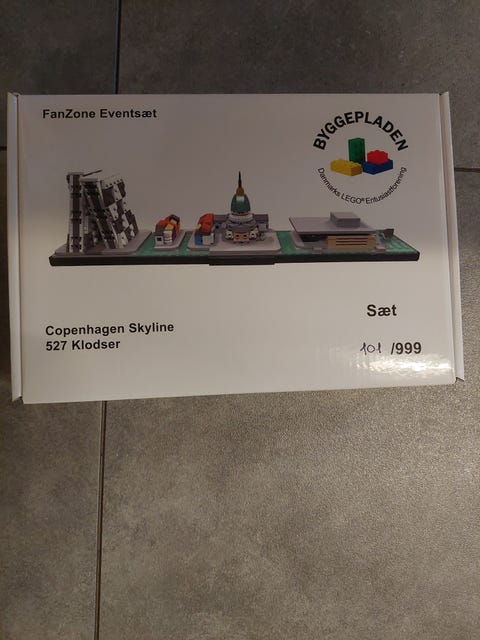 FanZone Eventsæt
BYGGEPLADEN
Danmarks LEGO® Entusiastforening
Copenhagen Skyline
527 Klodser
Sæt
101 /999